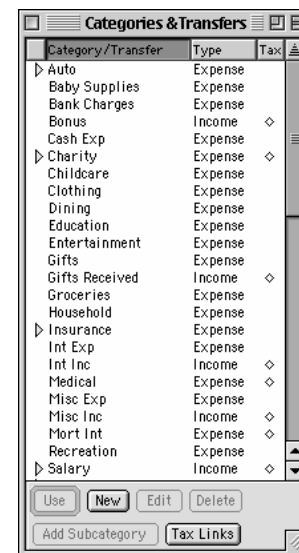 Categories &Transfers
Category/Transfer Type Tax
Auto Expense
Baby Supplies Expense
Bank Charges Expense
Bonus Income ◇
Cash Exp Expense
Charity Expense ◇
Childcare Expense
Clothing Expense
Dining Expense
Education Expense
Entertainment Expense
Gifts Expense
Gifts Received Income ◇
Groceries Expense
Household Expense
Insurance Expense
Int Exp Expense
Int Inc Income ◇
Medical Expense ◇
Misc Exp Expense
Misc Inc Income ◇
Mort Int Expense ◇
Recreation Expense
Salary Income ◇
Use New Edit Delete
Add Subcategory Tax Links